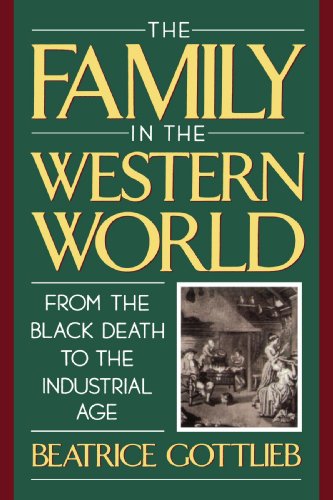 THE
FAMILY
IN THE
WESTERN
WORLD
FROM THE
BLACK DEATH
TO THE
INDUSTRIAL
AGE
BEATRICE GOTTLIEB